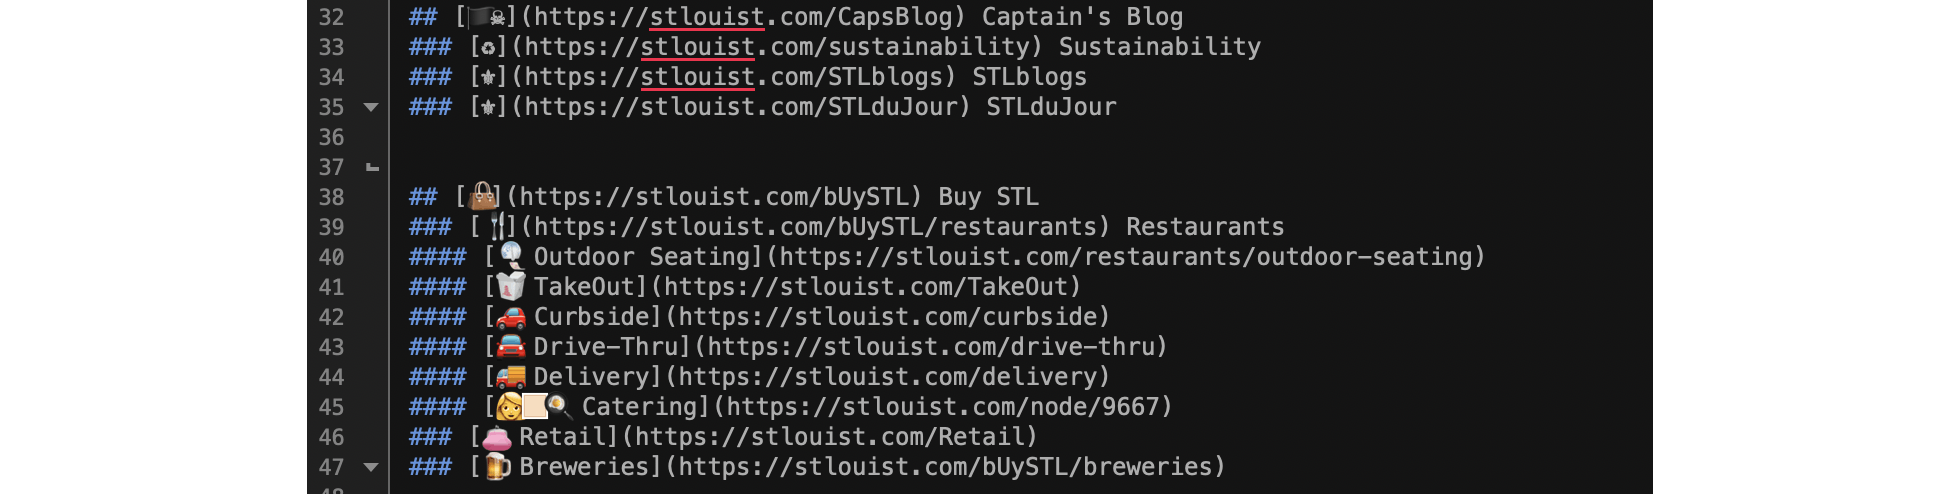 32 ## [🏴☠](https://stlouist.com/CapsBlog) Captain's Blog
33 ### [♻](https://stlouist.com/sustainability) Sustainability
34 ### [⚜](https://stlouist.com/STLblogs) STLblogs
35 ### [⚜](https://stlouist.com/STLduJour) STLduJour
36
37
38 ## [👜](https://stlouist.com/bUySTL) Buy STL
39 ### [🍴](https://stlouist.com/bUySTL/restaurants) Restaurants
40 #### [🎐 Outdoor Seating](https://stlouist.com/restaurants/outdoor-seating)
41 #### [🥡 TakeOut](https://stlouist.com/TakeOut)
42 #### [🚗 Curbside](https://stlouist.com/curbside)
43 #### [🚘 Drive-Thru](https://stlouist.com/drive-thru)
44 #### [🚚 Delivery](https://stlouist.com/delivery)
45 #### [👩🏻🍳 Catering](https://stlouist.com/node/9667)
46 ### [👛 Retail](https://stlouist.com/Retail)
47 ### [🍺 Breweries](https://stlouist.com/bUySTL/breweries)